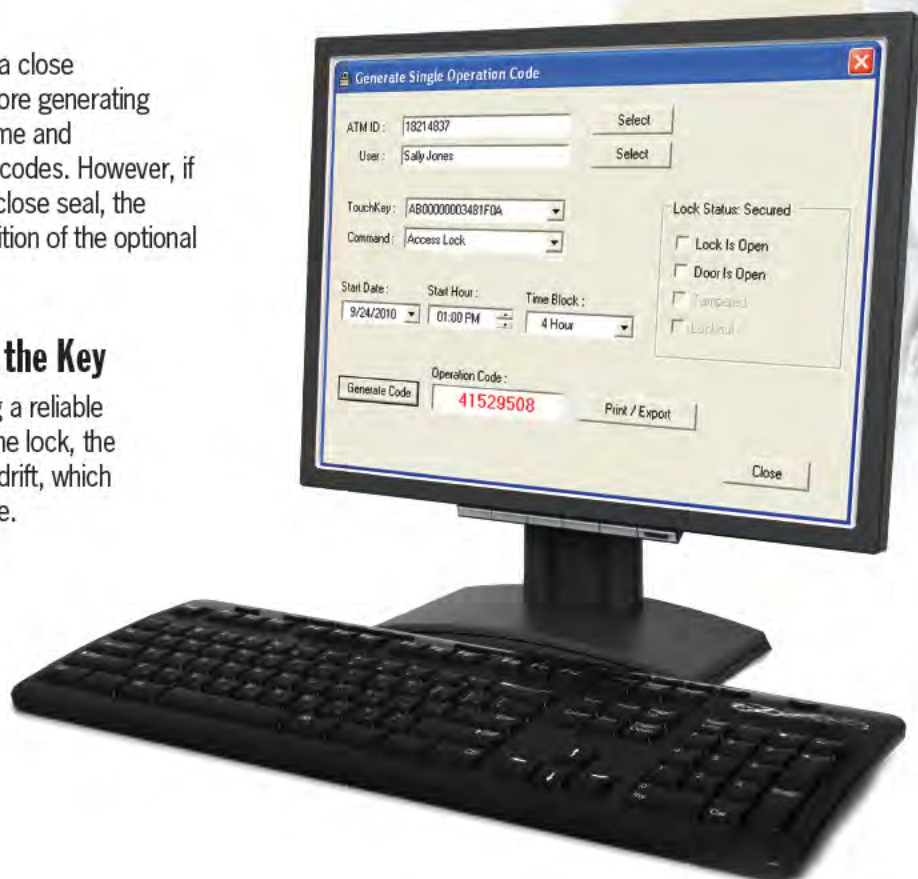 a close
ore generating
me and
codes. However, if
close seal, the
ition of the optional
the Key
g a reliable
ne lock, the
drift, which
e.
Generate Single Operation Code
ATM ID : 18214837 Select
User : Sally Jones Select
TouchKey : AB00000003481F0A
Command : Access Lock
Lock Status: Secured
Lock Is Open
Door Is Open
Tampered
Lockout
Start Date : Start Hour : Time Block :
9/24/2010 01:00 PM 4 Hour
Operation Code :
Generate Code 41529508 Print / Export
Close